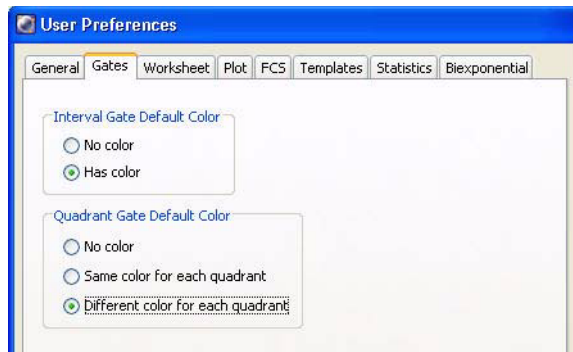 User Preferences
General Gates Worksheet Plot FCS Templates Statistics Biexponential
Interval Gate Default Color
No color
Has color
Quadrant Gate Default Color
No color
Same color for each quadrant
Different color for each quadrant